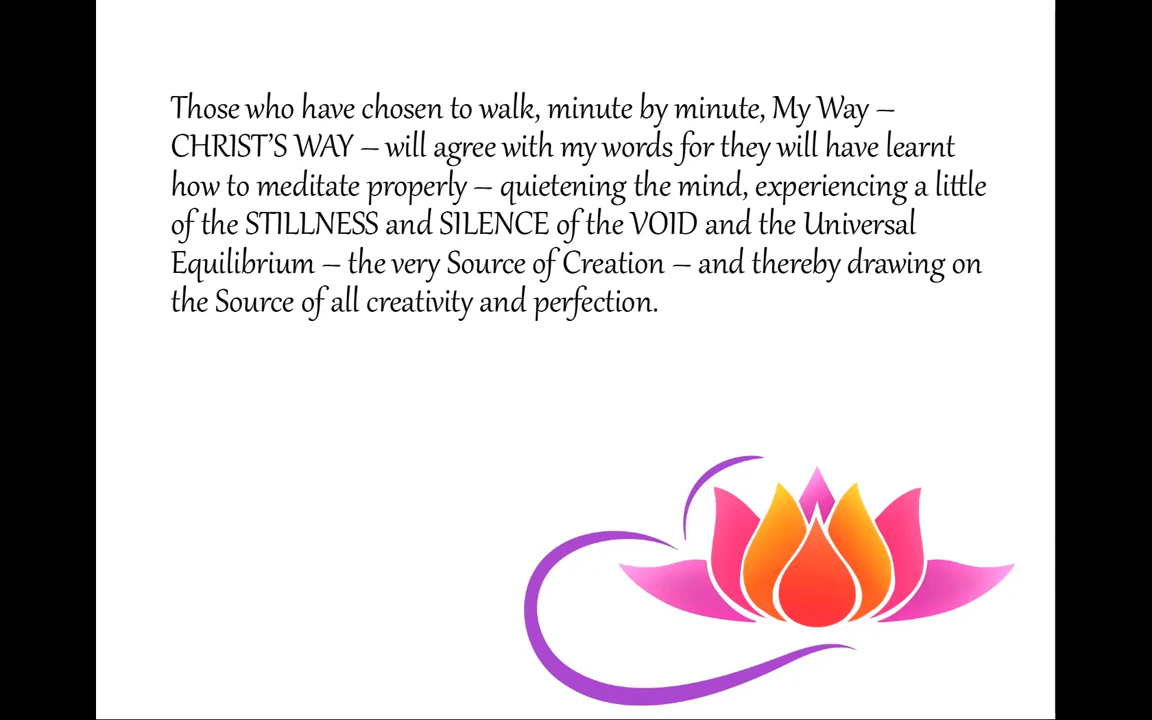 Those who have chosen to walk, minute by minute, My Way –
CHRIST’S WAY – will agree with my words for they will have learnt
how to meditate properly – quietening the mind, experiencing a little
of the STILLNESS and SILENCE of the VOID and the Universal
Equilibrium – the very Source of Creation – and thereby drawing on
the Source of all creativity and perfection.